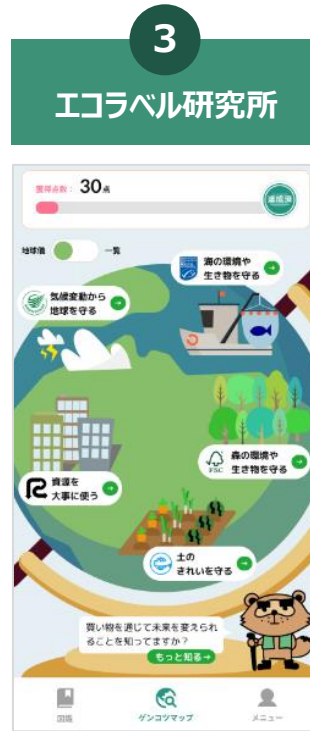 3
エコラベル研究所
獲得点数: 30点
達成済
地球儀
一覧
海の環境や
生き物を守る
気候変動から
地球を守る
森の環境や
生き物を守る
FSC
資源を
大事に使う
土の
きれいを守る
買い物を通じて未来を変えられ
ることを知ってますか?
もっと知る→
図鑑
ゲンコツマップ
メニュー